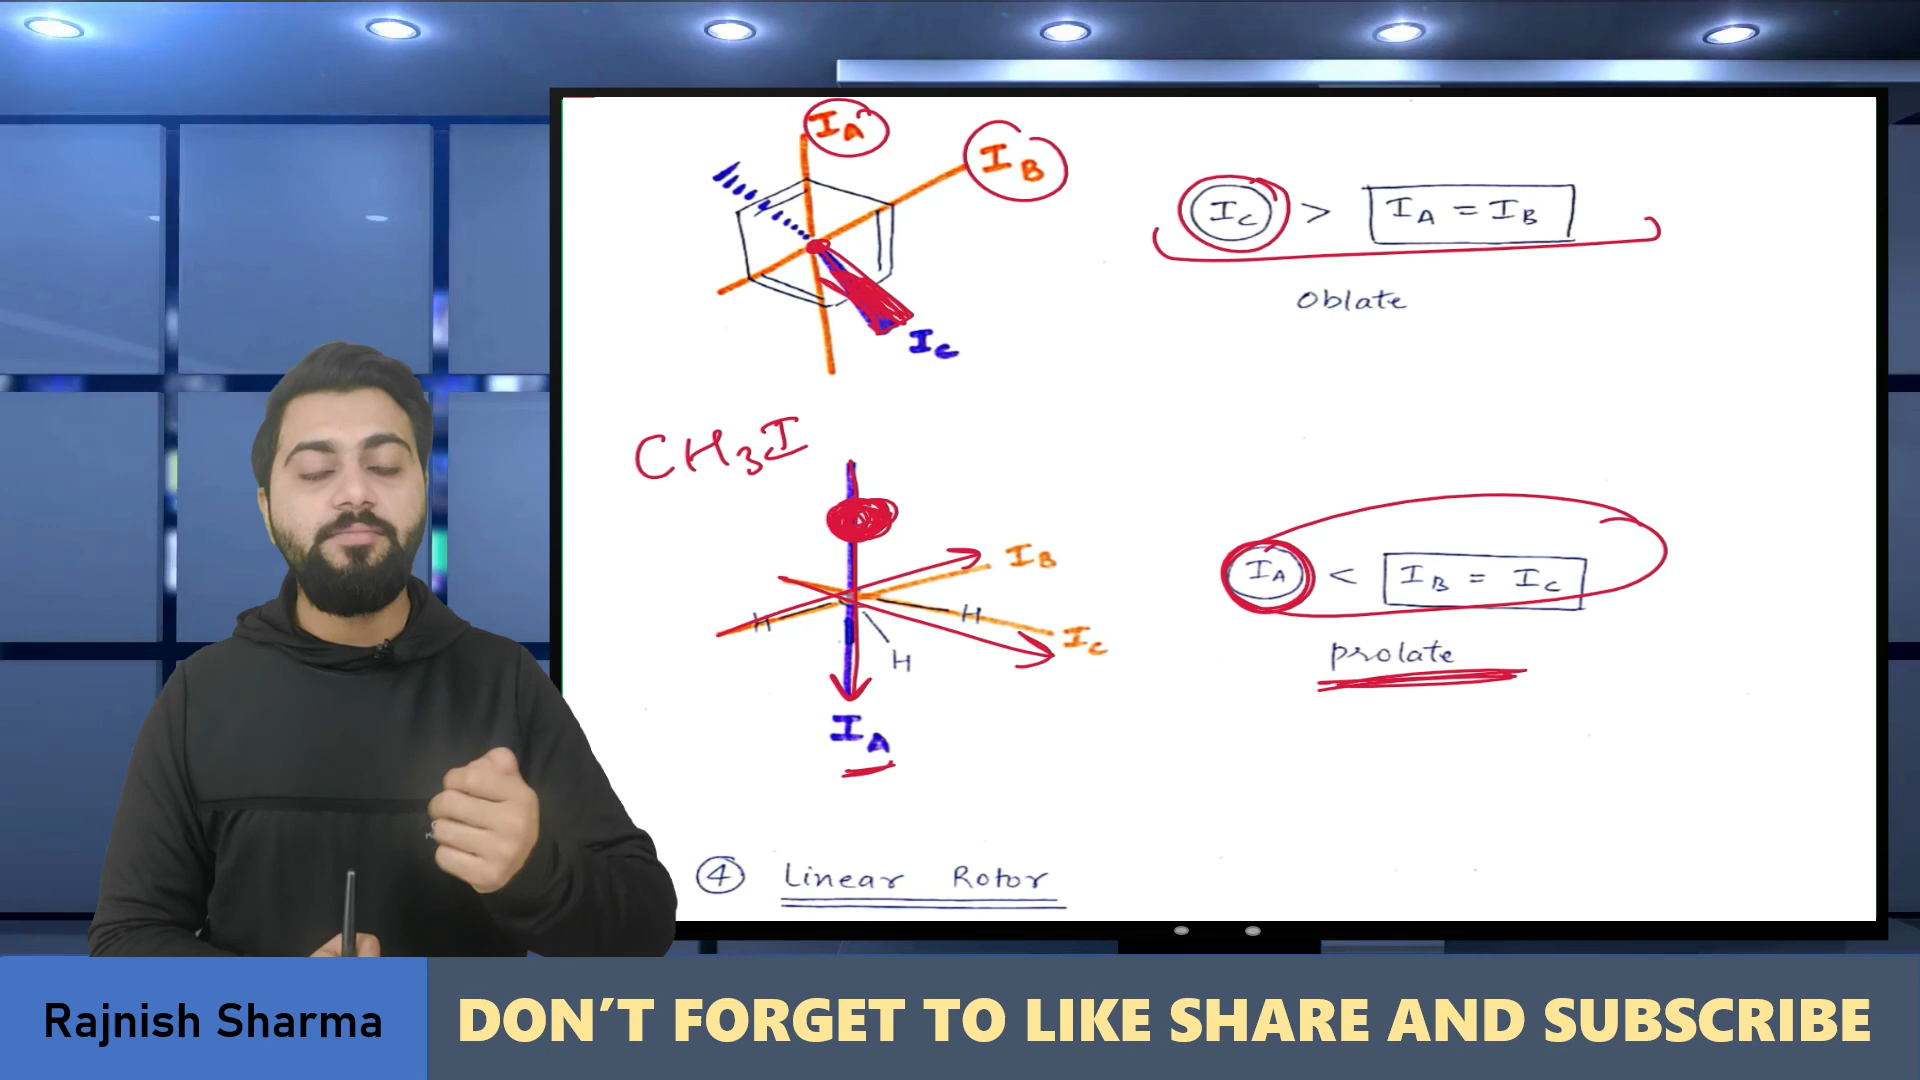 I_A
I_B
I_C > I_A = I_B
Oblate
I_C
CH3I
I_B
I_A < I_B = I_C
H
H
I_C
prolate
H
I_A
④ Linear Rotor
Rajnish Sharma
DON’T FORGET TO LIKE SHARE AND SUBSCRIBE